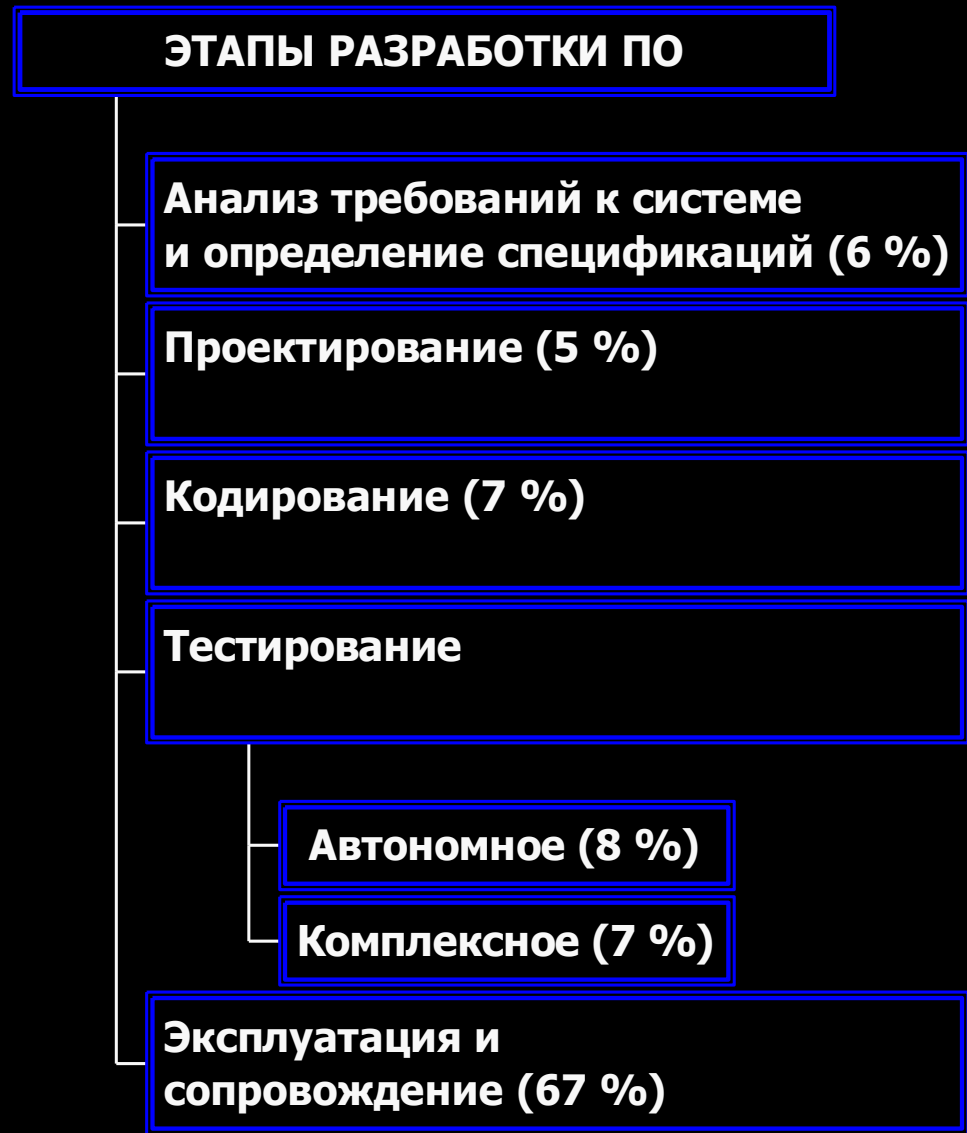 ЭТАПЫ РАЗРАБОТКИ ПО
Анализ требований к системе
и определение спецификаций (6 %)
Проектирование (5 %)
Кодирование (7 %)
Тестирование
Автономное (8 %)
Комплексное (7 %)
Эксплуатация и
сопровождение (67 %)